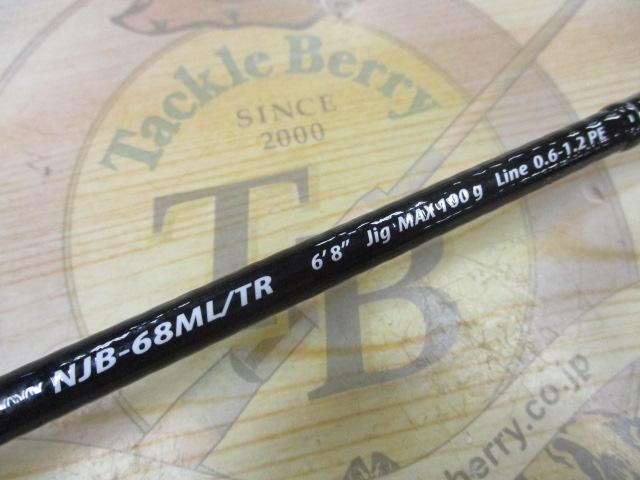 Tackle Berry
SINCE
2000
TB
NJB-68ML/TR 6'8" Jig MAX 100g Line 0.6-1.2 PE
berry.co.jp